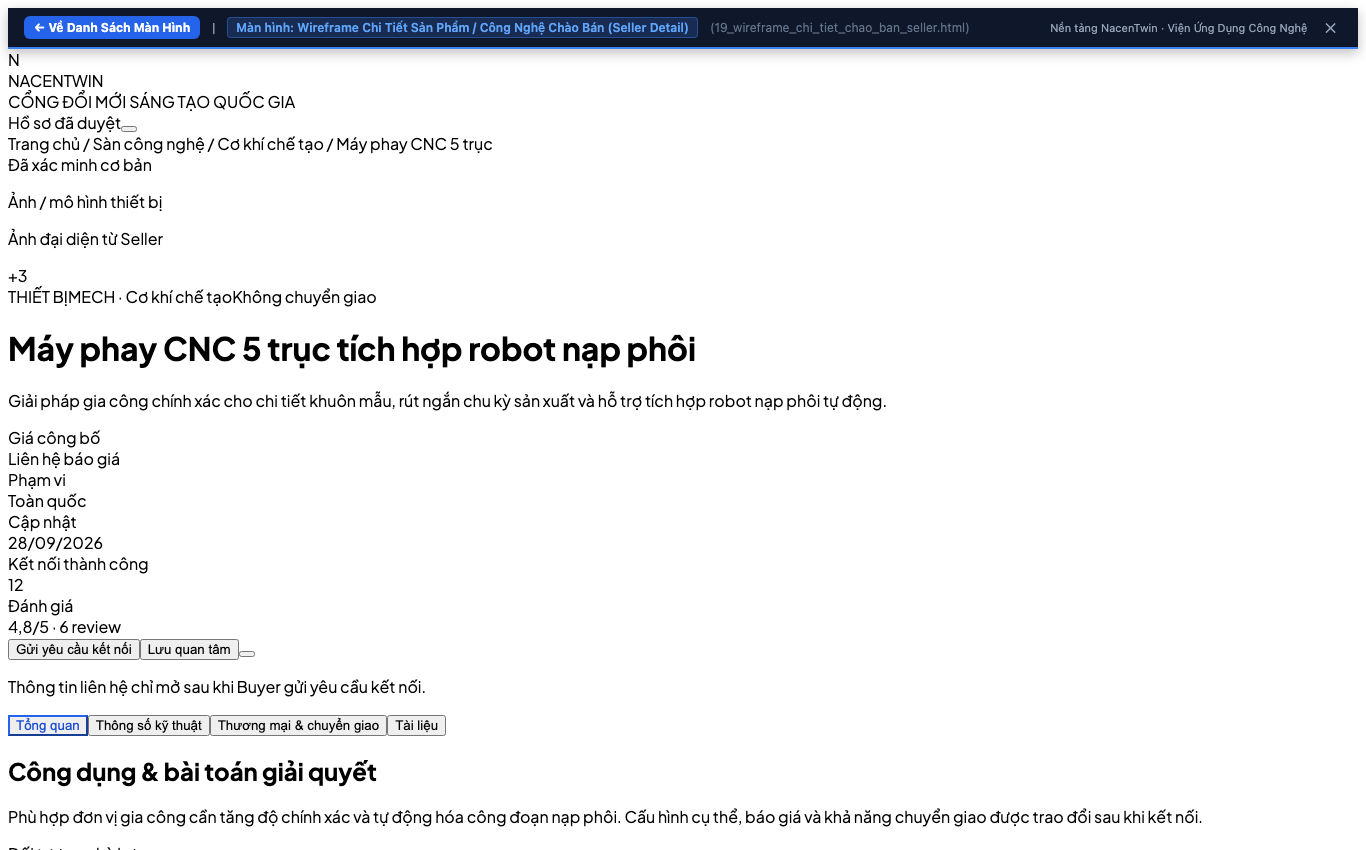 ← Về Danh Sách Màn Hình | Màn hình: Wireframe Chi Tiết Sản Phẩm / Công Nghệ Chào Bán (Seller Detail) (19_wireframe_chi_tiet_chao_ban_seller.html) Nền tảng NacenTwin · Viện Ứng Dụng Công Nghệ ✕
N
NACENTWIN
CỔNG ĐỔI MỚI SÁNG TẠO QUỐC GIA
Hồ sơ đã duyệt
Trang chủ / Sàn công nghệ / Cơ khí chế tạo / Máy phay CNC 5 trục
Đã xác minh cơ bản
Ảnh / mô hình thiết bị
Ảnh đại diện từ Seller
+3
THIẾT BỊMECH · Cơ khí chế tạoKhông chuyển giao
Máy phay CNC 5 trục tích hợp robot nạp phôi
Giải pháp gia công chính xác cho chi tiết khuôn mẫu, rút ngắn chu kỳ sản xuất và hỗ trợ tích hợp robot nạp phôi tự động.
Giá công bố
Liên hệ báo giá
Phạm vi
Toàn quốc
Cập nhật
28/09/2026
Kết nối thành công
12
Đánh giá
4,8/5 · 6 review
Gửi yêu cầu kết nối Lưu quan tâm
Thông tin liên hệ chỉ mở sau khi Buyer gửi yêu cầu kết nối.
Tổng quan Thông số kỹ thuật Thương mại & chuyển giao Tài liệu
Công dụng & bài toán giải quyết
Phù hợp đơn vị gia công cần tăng độ chính xác và tự động hóa công đoạn nạp phôi. Cấu hình cụ thể, báo giá và khả năng chuyển giao được trao đổi sau khi kết nối.